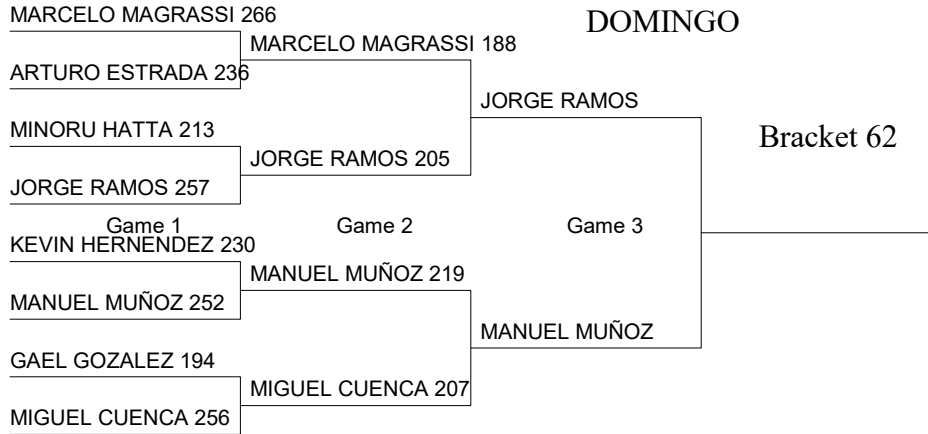 MARCELO MAGRASSI 266
DOMINGO
MARCELO MAGRASSI 188
ARTURO ESTRADA 236
JORGE RAMOS
MINORU HATTA 213
Bracket 62
JORGE RAMOS 205
JORGE RAMOS 257
Game 1
Game 2
Game 3
KEVIN HERNENDEZ 230
MANUEL MUÑOZ 219
MANUEL MUÑOZ 252
MANUEL MUÑOZ
GAEL GOZALEZ 194
MIGUEL CUENCA 207
MIGUEL CUENCA 256